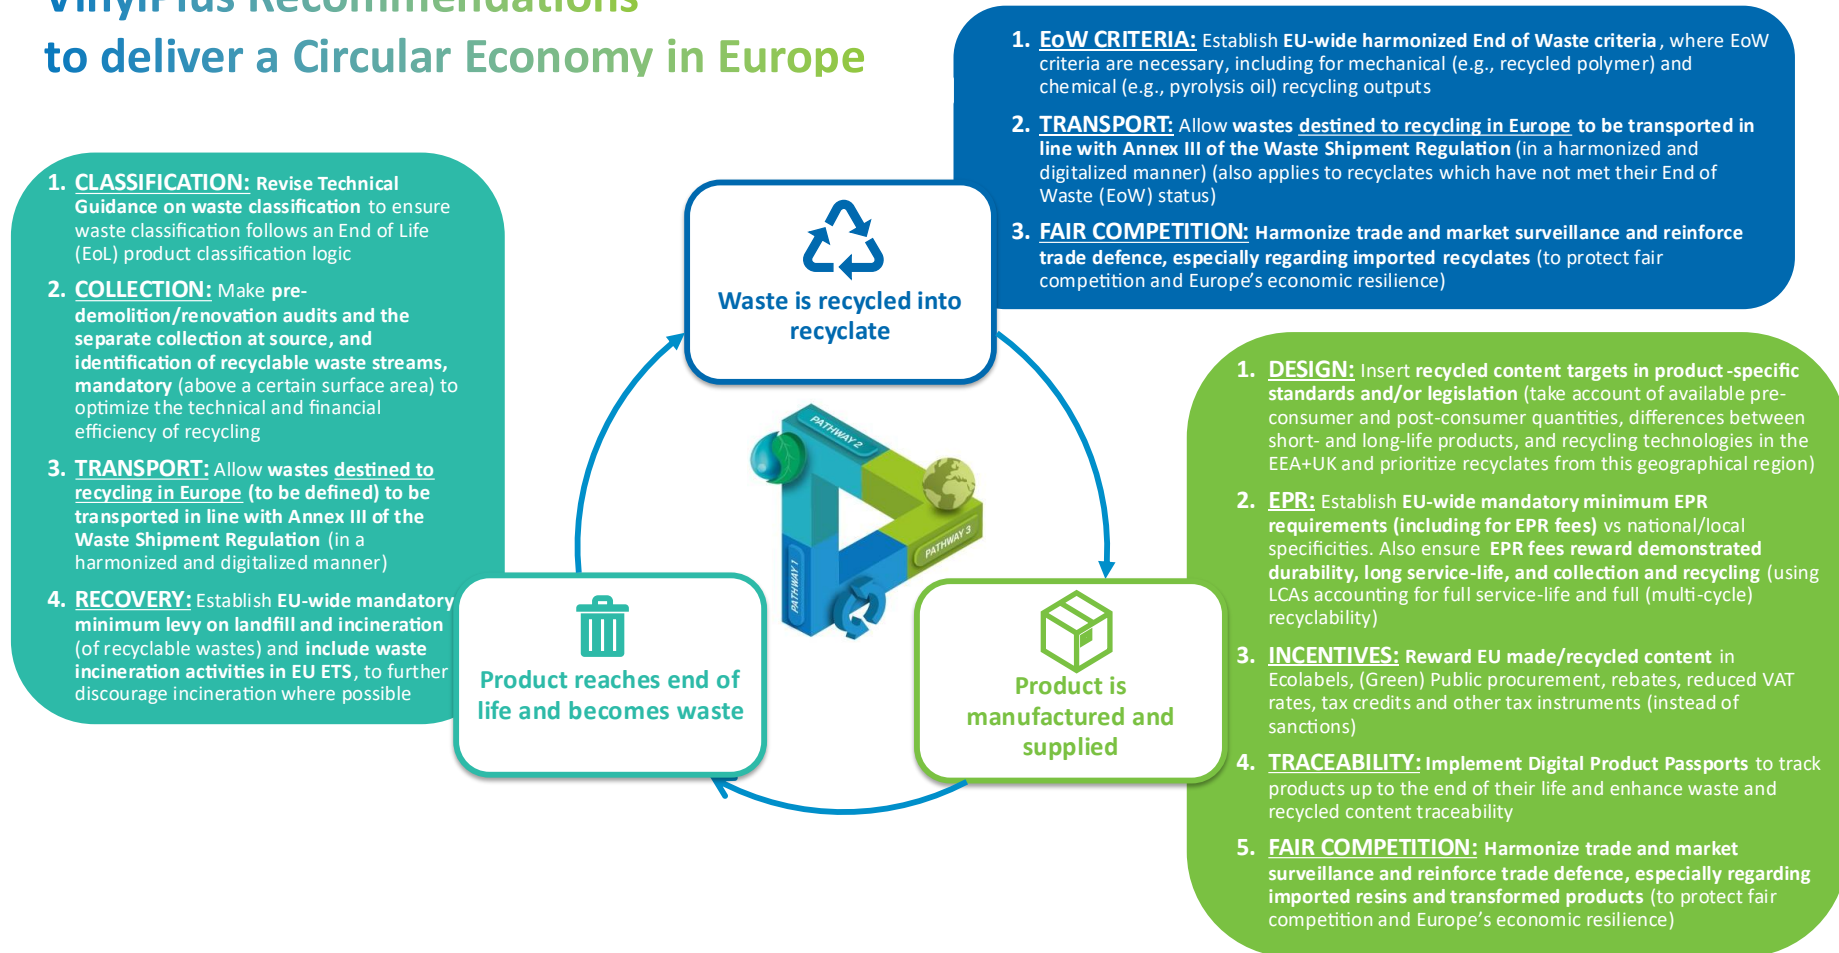 VinylPlus Recommendations
to deliver a Circular Economy in Europe
1. EoW CRITERIA: Establish EU-wide harmonized End of Waste criteria, where EoW
criteria are necessary, including for mechanical (e.g., recycled polymer) and
chemical (e.g., pyrolysis oil) recycling outputs
2. TRANSPORT: Allow wastes destined to recycling in Europe to be transported in
line with Annex III of the Waste Shipment Regulation (in a harmonized and
digitalized manner) (also applies to recyclates which have not met their End of
Waste (EoW) status)
3. FAIR COMPETITION: Harmonize trade and market surveillance and reinforce
trade defence, especially regarding imported recyclates (to protect fair
competition and Europe's economic resilience)
1. CLASSIFICATION: Revise Technical
Guidance on waste classification to ensure
waste classification follows an End of Life
(EoL) product classification logic
2. COLLECTION: Make pre-
demolition/renovation audits and the
separate collection at source, and
identification of recyclable waste streams,
mandatory (above a certain surface area) to
optimize the technical and financial
efficiency of recycling
3. TRANSPORT: Allow wastes destined to
recycling in Europe (to be defined) to be
transported in line with Annex III of the
Waste Shipment Regulation (in a
harmonized and digitalized manner)
4. RECOVERY: Establish EU-wide mandatory
minimum levy on landfill and incineration
(of recyclable wastes) and include waste
incineration activities in EU ETS, to further
discourage incineration where possible
Waste is recycled into
recyclate
PATHWAY 2
PATHWAY 3
PATHWAY 1
Product reaches end of
life and becomes waste
Product is
manufactured and
supplied
1. DESIGN: Insert recycled content targets in product-specific
standards and/or legislation (take account of available pre-
consumer and post-consumer quantities, differences between
short- and long-life products, and recycling technologies in the
EEA+UK and prioritize recyclates from this geographical region)
2. EPR: Establish EU-wide mandatory minimum EPR
requirements (including for EPR fees) vs national/local
specificities. Also ensure EPR fees reward demonstrated
durability, long service-life, and collection and recycling (using
LCAs accounting for full service-life and full (multi-cycle)
recyclability)
3. INCENTIVES: Reward EU made/recycled content in
Ecolabels, (Green) Public procurement, rebates, reduced VAT
rates, tax credits and other tax instruments (instead of
sanctions)
4. TRACEABILITY: Implement Digital Product Passports to track
products up to the end of their life and enhance waste and
recycled content traceability
5. FAIR COMPETITION: Harmonize trade and market
surveillance and reinforce trade defence, especially regarding
imported resins and transformed products (to protect fair
competition and Europe's economic resilience)